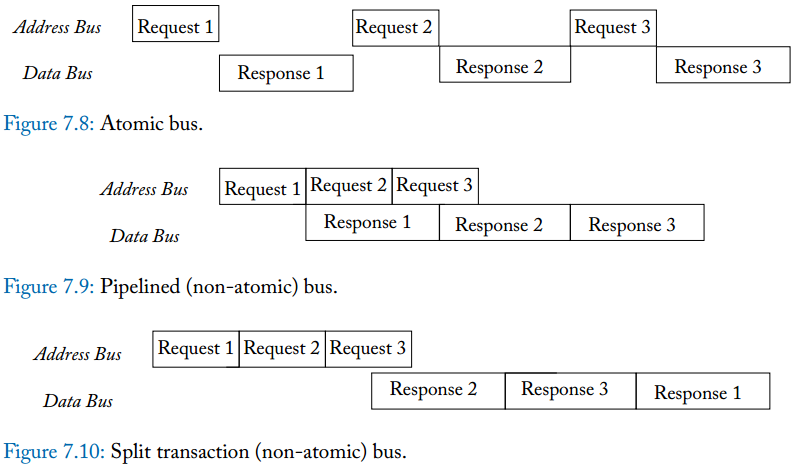 Address Bus Request 1 Request 2 Request 3
Data Bus Response 1 Response 2 Response 3
Figure 7.8: Atomic bus.
Address Bus Request 1 Request 2 Request 3
Data Bus Response 1 Response 2 Response 3
Figure 7.9: Pipelined (non-atomic) bus.
Address Bus Request 1 Request 2 Request 3
Data Bus Response 2 Response 3 Response 1
Figure 7.10: Split transaction (non-atomic) bus.